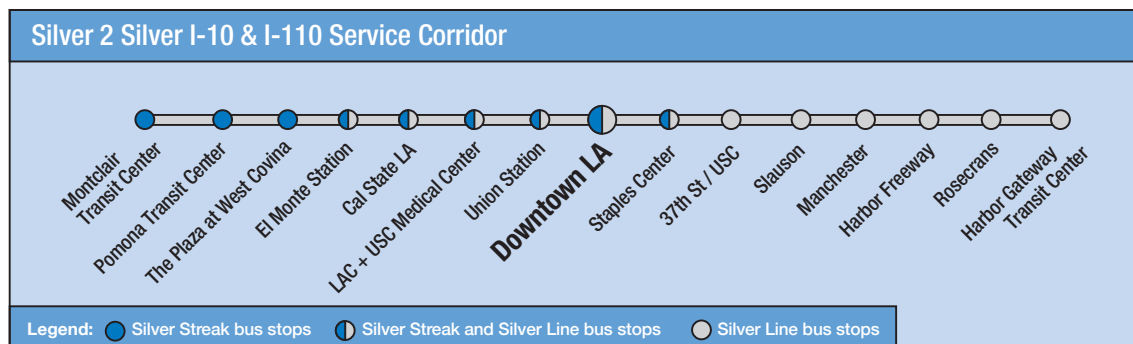 Silver 2 Silver I-10 & I-110 Service Corridor
Montclair
Transit Center
Pomona Transit Center
The Plaza at West Covina
El Monte Station
Cal State LA
LAC + USC Medical Center
Union Station
Downtown LA
Staples Center
37th St / USC
Slauson
Manchester
Harbor Freeway
Rosecrans
Harbor Gateway
Transit Center
Legend: Silver Streak bus stops Silver Streak and Silver Line bus stops Silver Line bus stops